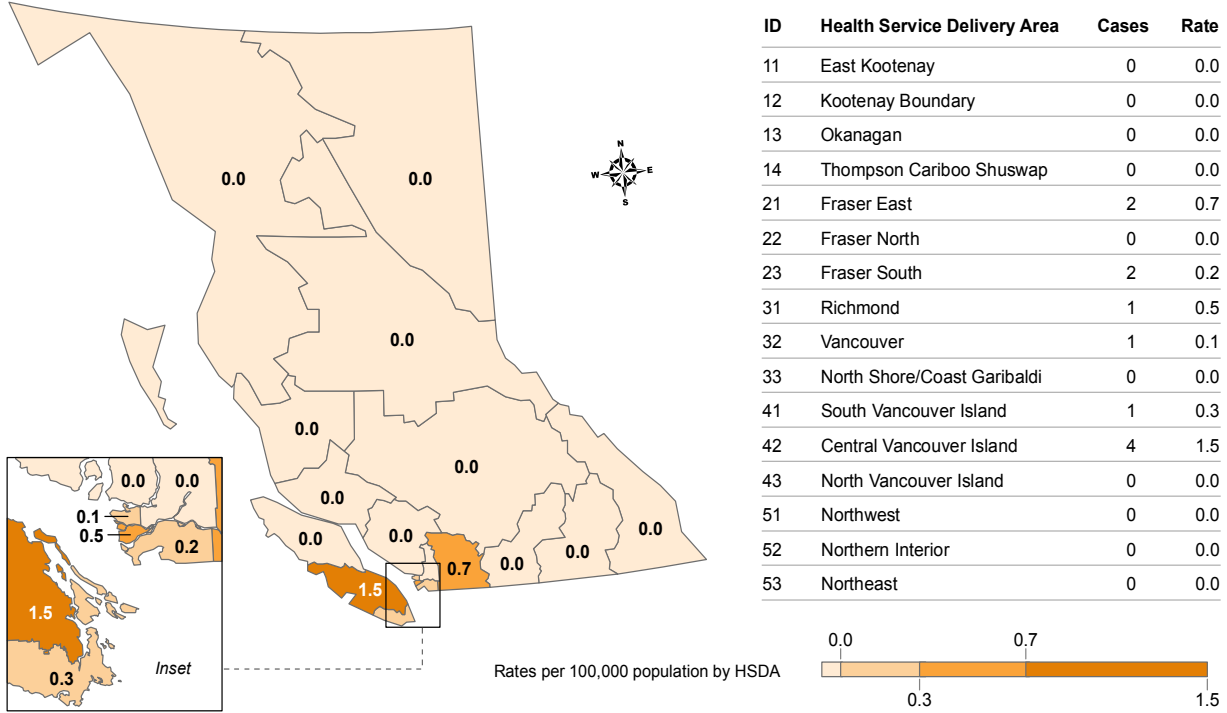 ID Health Service Delivery Area Cases Rate
11 East Kootenay 0 0.0
12 Kootenay Boundary 0 0.0
13 Okanagan 0 0.0
14 Thompson Cariboo Shuswap 0 0.0
21 Fraser East 2 0.7
22 Fraser North 0 0.0
23 Fraser South 2 0.2
31 Richmond 1 0.5
32 Vancouver 1 0.1
33 North Shore/Coast Garibaldi 0 0.0
41 South Vancouver Island 1 0.3
42 Central Vancouver Island 4 1.5
43 North Vancouver Island 0 0.0
51 Northwest 0 0.0
52 Northern Interior 0 0.0
53 Northeast 0 0.0
N
W E
S
0.0 0.0
0.0
0.0
0.0
0.0
0.0 0.0 0.0 0.0 0.0
0.7
1.5
0.0 0.0
0.1
0.5
0.2
1.5
0.3
Inset
Rates per 100,000 population by HSDA
0.0 0.7
0.3 1.5